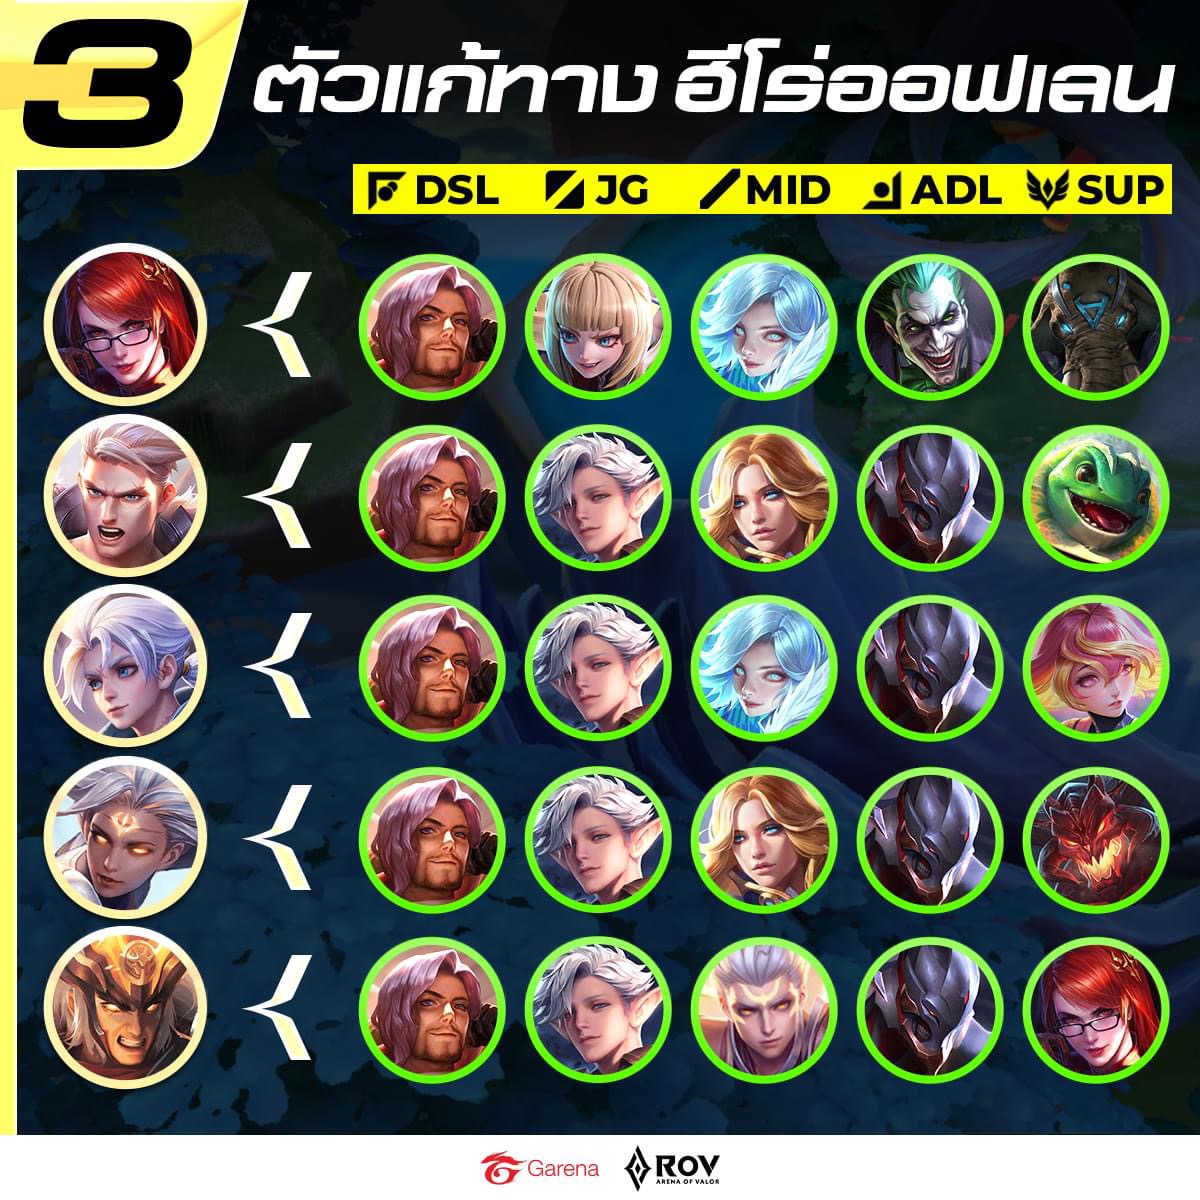 3
ตัวแก้ทาง ฮีโร่ออฟเลน
DSL JG MID ADL SUP
Garena ROV
ARENA OF VALOR